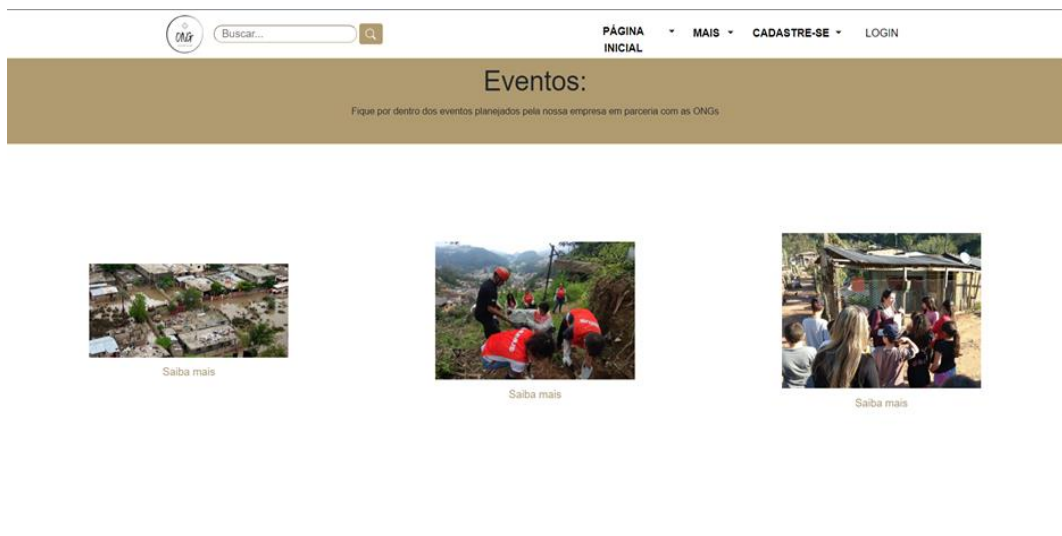 ONG
Buscar...
PÁGINA INICIAL
MAIS
CADASTRE-SE
LOGIN
Eventos:
Fique por dentro dos eventos planejados pela nossa empresa em parceria com as ONGs
Saiba mais
Saiba mais
Saiba mais